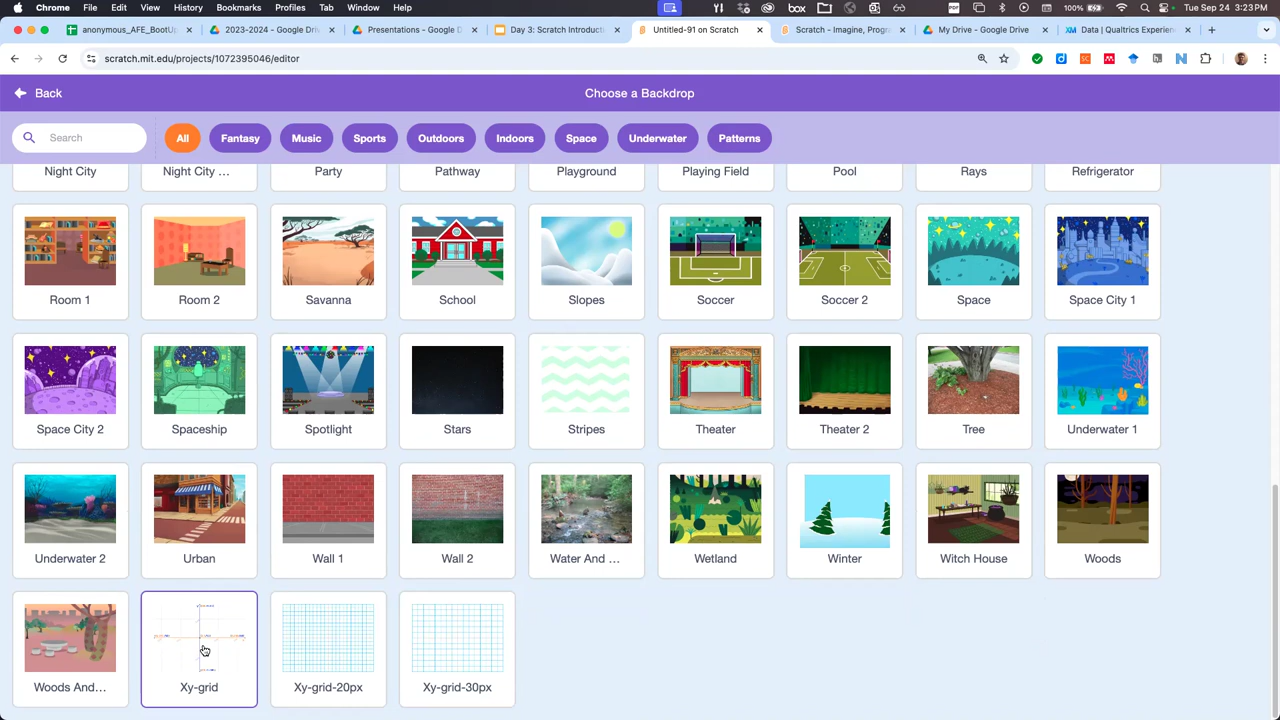 Chrome File Edit View History Bookmarks Profiles Tab Window Help 100% Tue Sep 24 3:23 PM
anonymous_AFE_BootU 2023-2024 - Google Dri Presentations - Google D Day 3: Scratch Introducti Untitled-91 on Scratch Scratch - Imagine, Progr My Drive - Google Drive Data | Qualtrics Experien
scratch.mit.edu/projects/1072395046/editor
Back Choose a Backdrop
Search All Fantasy Music Sports Outdoors Indoors Space Underwater Patterns
Night City Night City ... Party Pathway Playground Playing Field Pool Rays Refrigerator
Room 1 Room 2 Savanna School Slopes Soccer Soccer 2 Space Space City 1
Space City 2 Spaceship Spotlight Stars Stripes Theater Theater 2 Tree Underwater 1
Underwater 2 Urban Wall 1 Wall 2 Water And ... Wetland Winter Witch House Woods
Woods And... Xy-grid Xy-grid-20px Xy-grid-30px